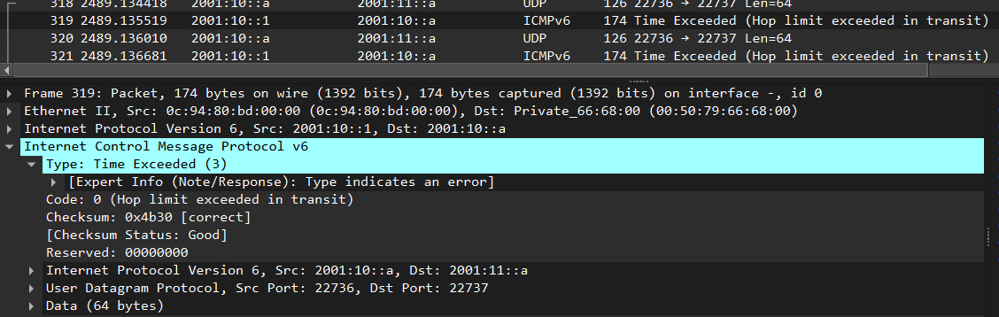 318 2489.134418 2001:10::a 2001:11::a UDP 126 22736 → 22737 Len=64
319 2489.135519 2001:10::1 2001:10::a ICMPv6 174 Time Exceeded (Hop limit exceeded in transit)
320 2489.136010 2001:10::a 2001:11::a UDP 126 22736 → 22737 Len=64
321 2489.136681 2001:10::1 2001:10::a ICMPv6 174 Time Exceeded (Hop limit exceeded in transit)
Frame 319: Packet, 174 bytes on wire (1392 bits), 174 bytes captured (1392 bits) on interface -, id 0
Ethernet II, Src: 0c:94:80:bd:00:00 (0c:94:80:bd:00:00), Dst: Private_66:68:00 (00:50:79:66:68:00)
Internet Protocol Version 6, Src: 2001:10::1, Dst: 2001:10::a
Internet Control Message Protocol v6
Type: Time Exceeded (3)
[Expert Info (Note/Response): Type indicates an error]
Code: 0 (Hop limit exceeded in transit)
Checksum: 0x4b30 [correct]
[Checksum Status: Good]
Reserved: 00000000
Internet Protocol Version 6, Src: 2001:10::a, Dst: 2001:11::a
User Datagram Protocol, Src Port: 22736, Dst Port: 22737
Data (64 bytes)